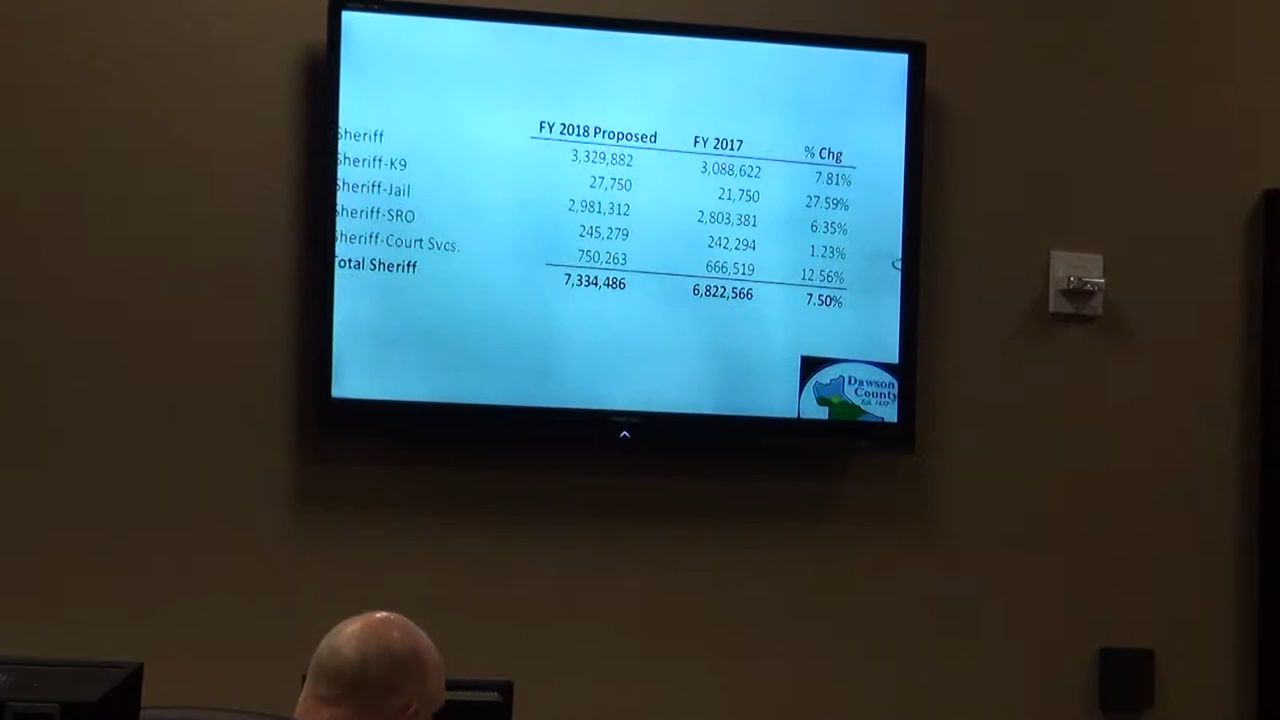 FY 2018 Proposed FY 2017 % Chg
Sheriff 3,329,882 3,088,622 7.81%
Sheriff-K9 27,750 21,750 27.59%
Sheriff-Jail 2,981,312 2,803,381 6.35%
Sheriff-SRO 245,279 242,294 1.23%
Sheriff-Court Svcs. 750,263 666,519 12.56%
Total Sheriff 7,334,486 6,822,566 7.50%
Dawson
County